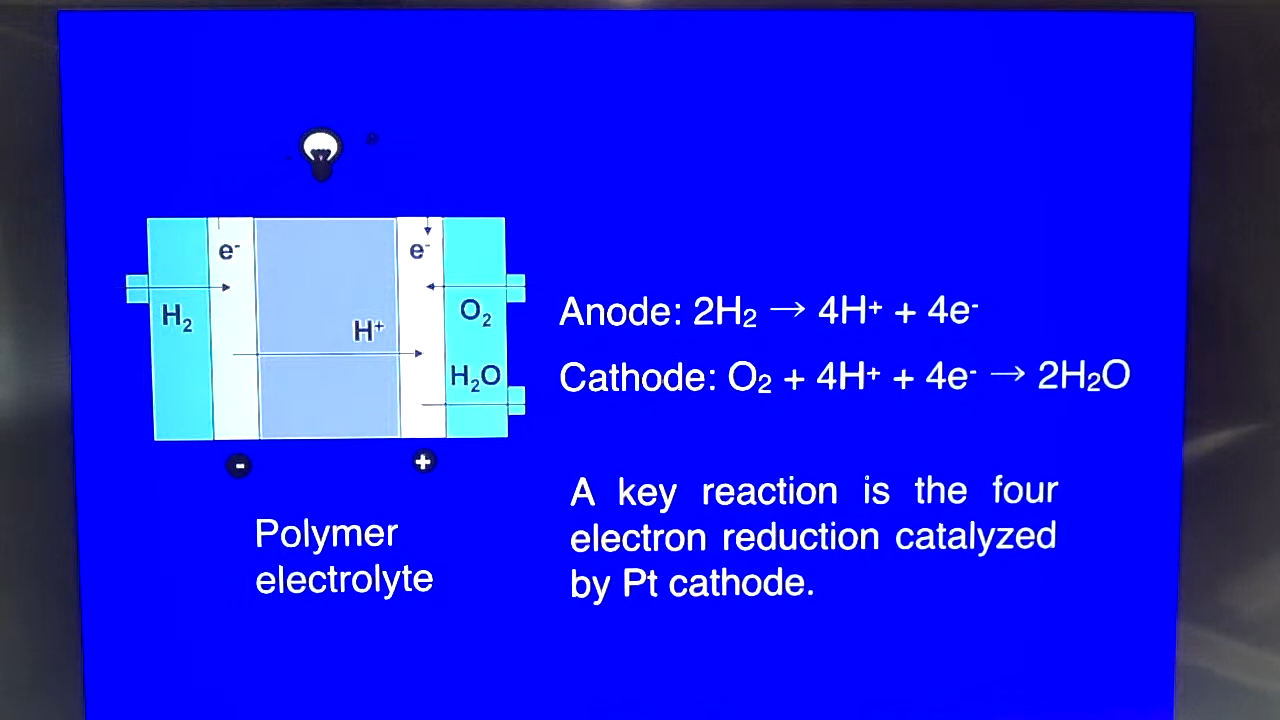 e⁻ e⁻
H₂ O₂
H⁺
H₂O
- +
Polymer
electrolyte
Anode: 2H₂ → 4H⁺ + 4e⁻
Cathode: O₂ + 4H⁺ + 4e⁻ → 2H₂O
A key reaction is the four
electron reduction catalyzed
by Pt cathode.